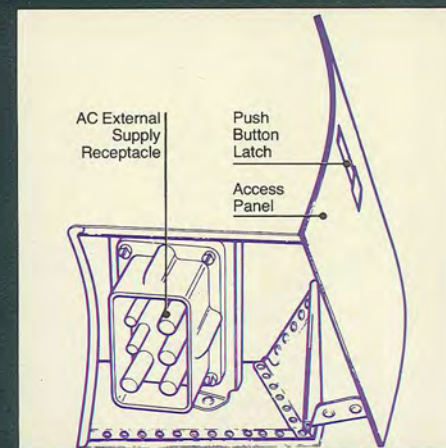 AC External
Supply
Receptacle
Push
Button
Latch
Access
Panel